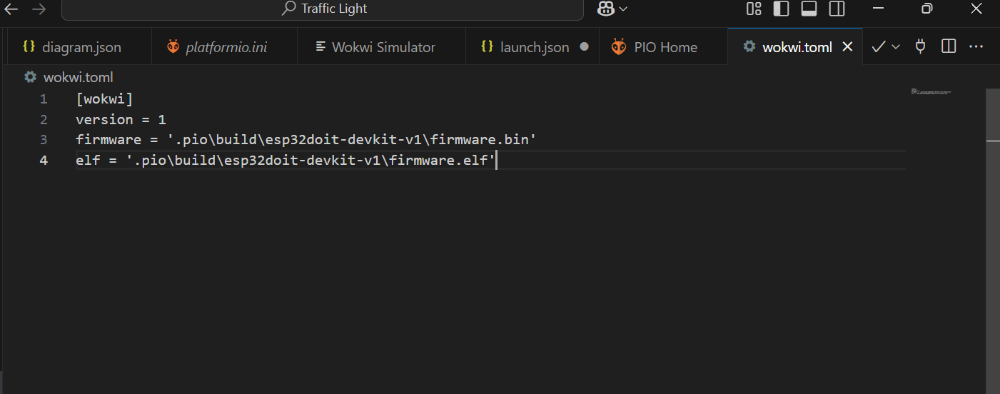 Traffic Light
{} diagram.json
platformio.ini
Wokwi Simulator
{} launch.json
PIO Home
wokwi.toml
wokwi.toml
1 [wokwi]
2 version = 1
3 firmware = '.pio\build\esp32doit-devkit-v1\firmware.bin'
4 elf = '.pio\build\esp32doit-devkit-v1\firmware.elf'